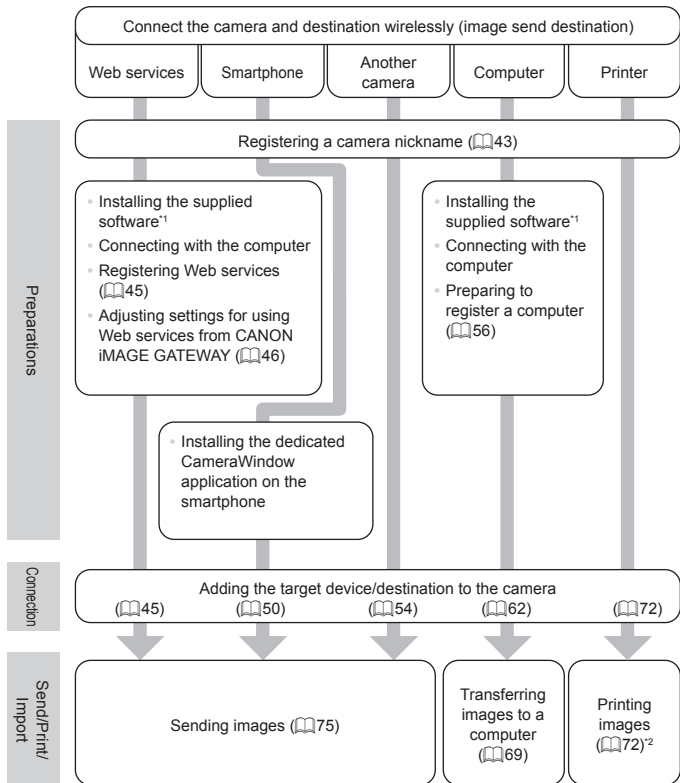 Connect the camera and destination wirelessly (image send destination)
Web services
Smartphone
Another
camera
Computer
Printer
Preparations
Registering a camera nickname (📖43)
• Installing the supplied
software*1
• Connecting with the computer
• Registering Web services
(📖45)
• Adjusting settings for using
Web services from CANON
iMAGE GATEWAY (📖46)
• Installing the
supplied software*1
• Connecting with the
computer
• Preparing to
register a computer
(📖56)
• Installing the dedicated
CameraWindow
application on the
smartphone
Connection
Adding the target device/destination to the camera
(📖45)
(📖50)
(📖54)
(📖62)
(📖72)
Send/Print/
Import
Sending images (📖75)
Transferring
images to a
computer
(📖69)
Printing
images
(📖72)*2